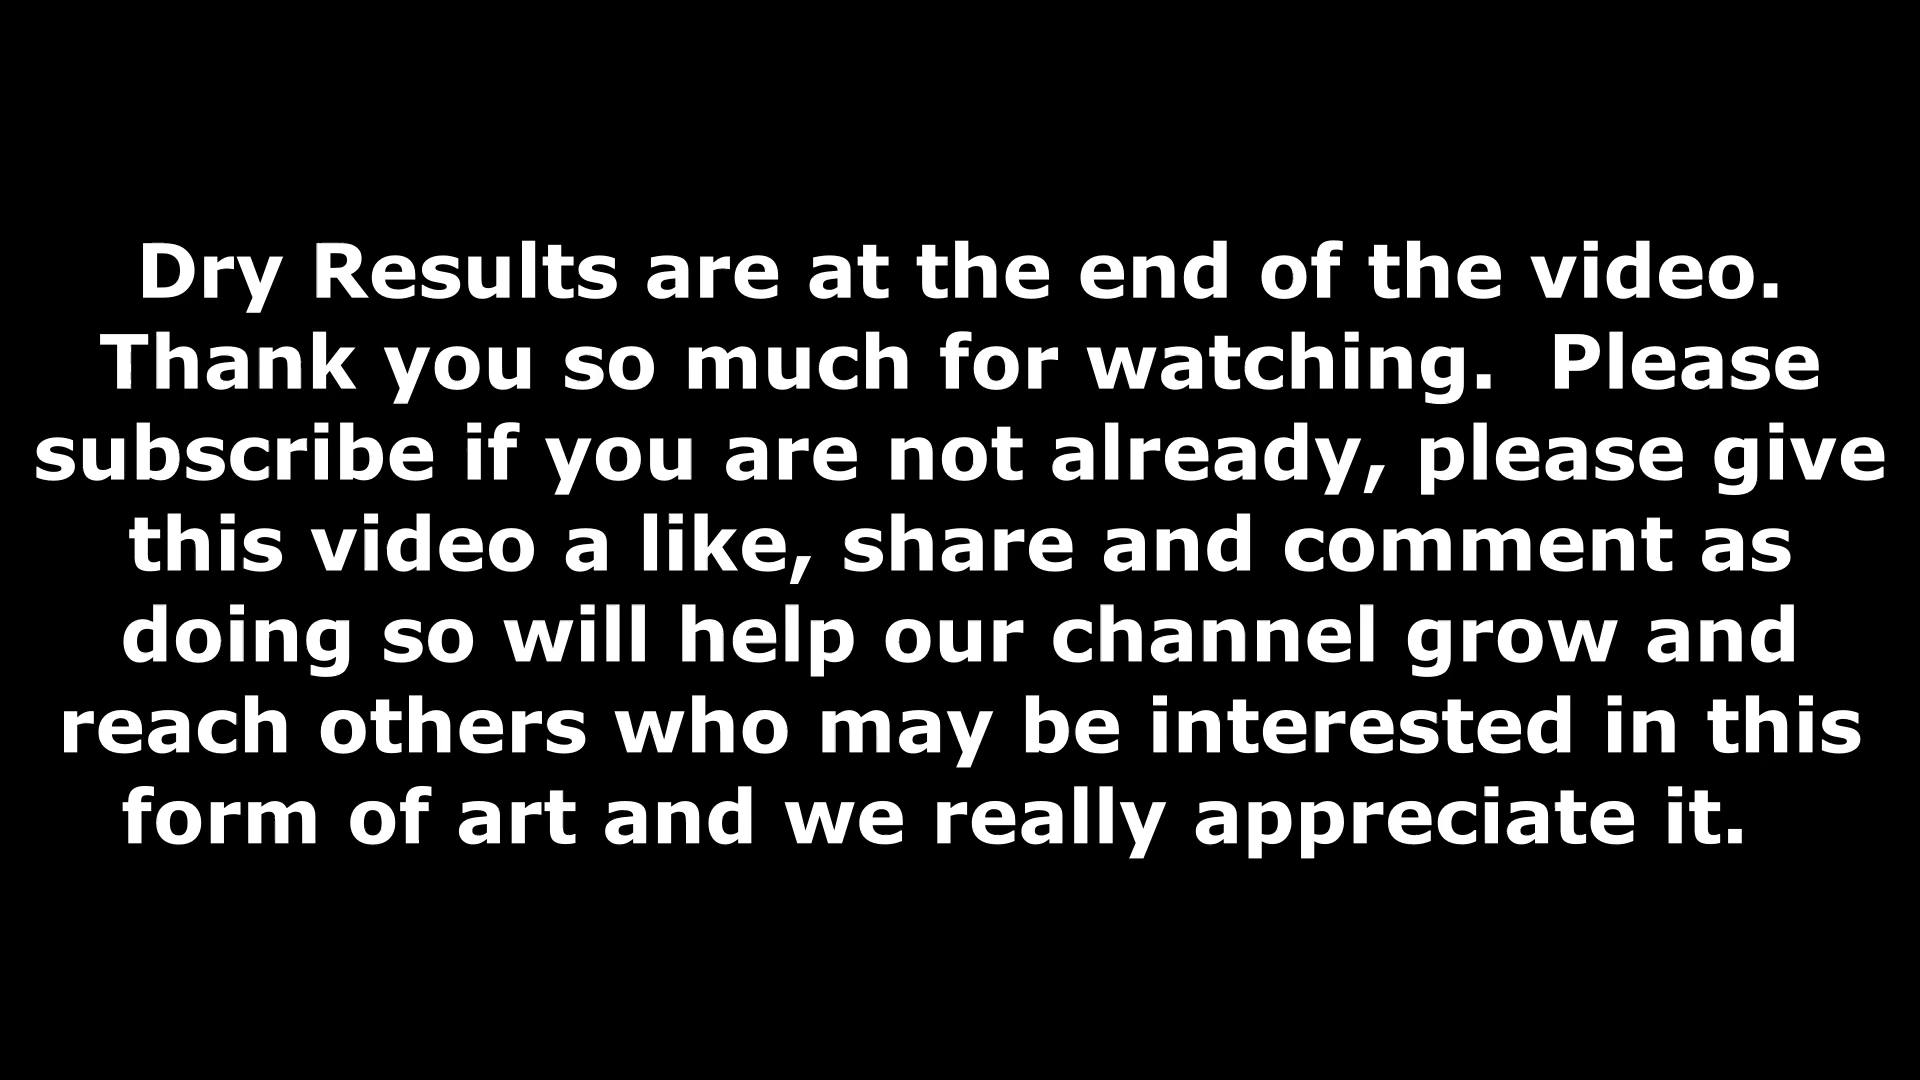 Dry Results are at the end of the video.
Thank you so much for watching.  Please
subscribe if you are not already, please give
this video a like, share and comment as
doing so will help our channel grow and
reach others who may be interested in this
form of art and we really appreciate it.